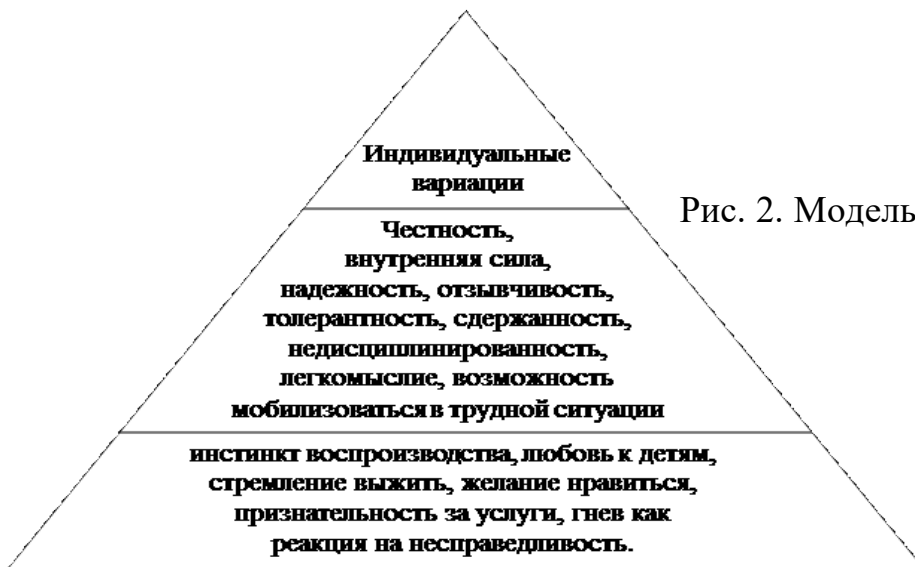 Индивидуальные
вариации
Рис. 2. Модель
Честность,
внутренняя сила,
надежность, отзывчивость,
толерантность, сдержанность,
недисциплинированность,
легкомыслие, возможность
мобилизоваться в трудной ситуации
инстинкт воспроизводства, любовь к детям,
стремление выжить, желание нравиться,
признательность за услуги, гнев как
реакция на несправедливость.